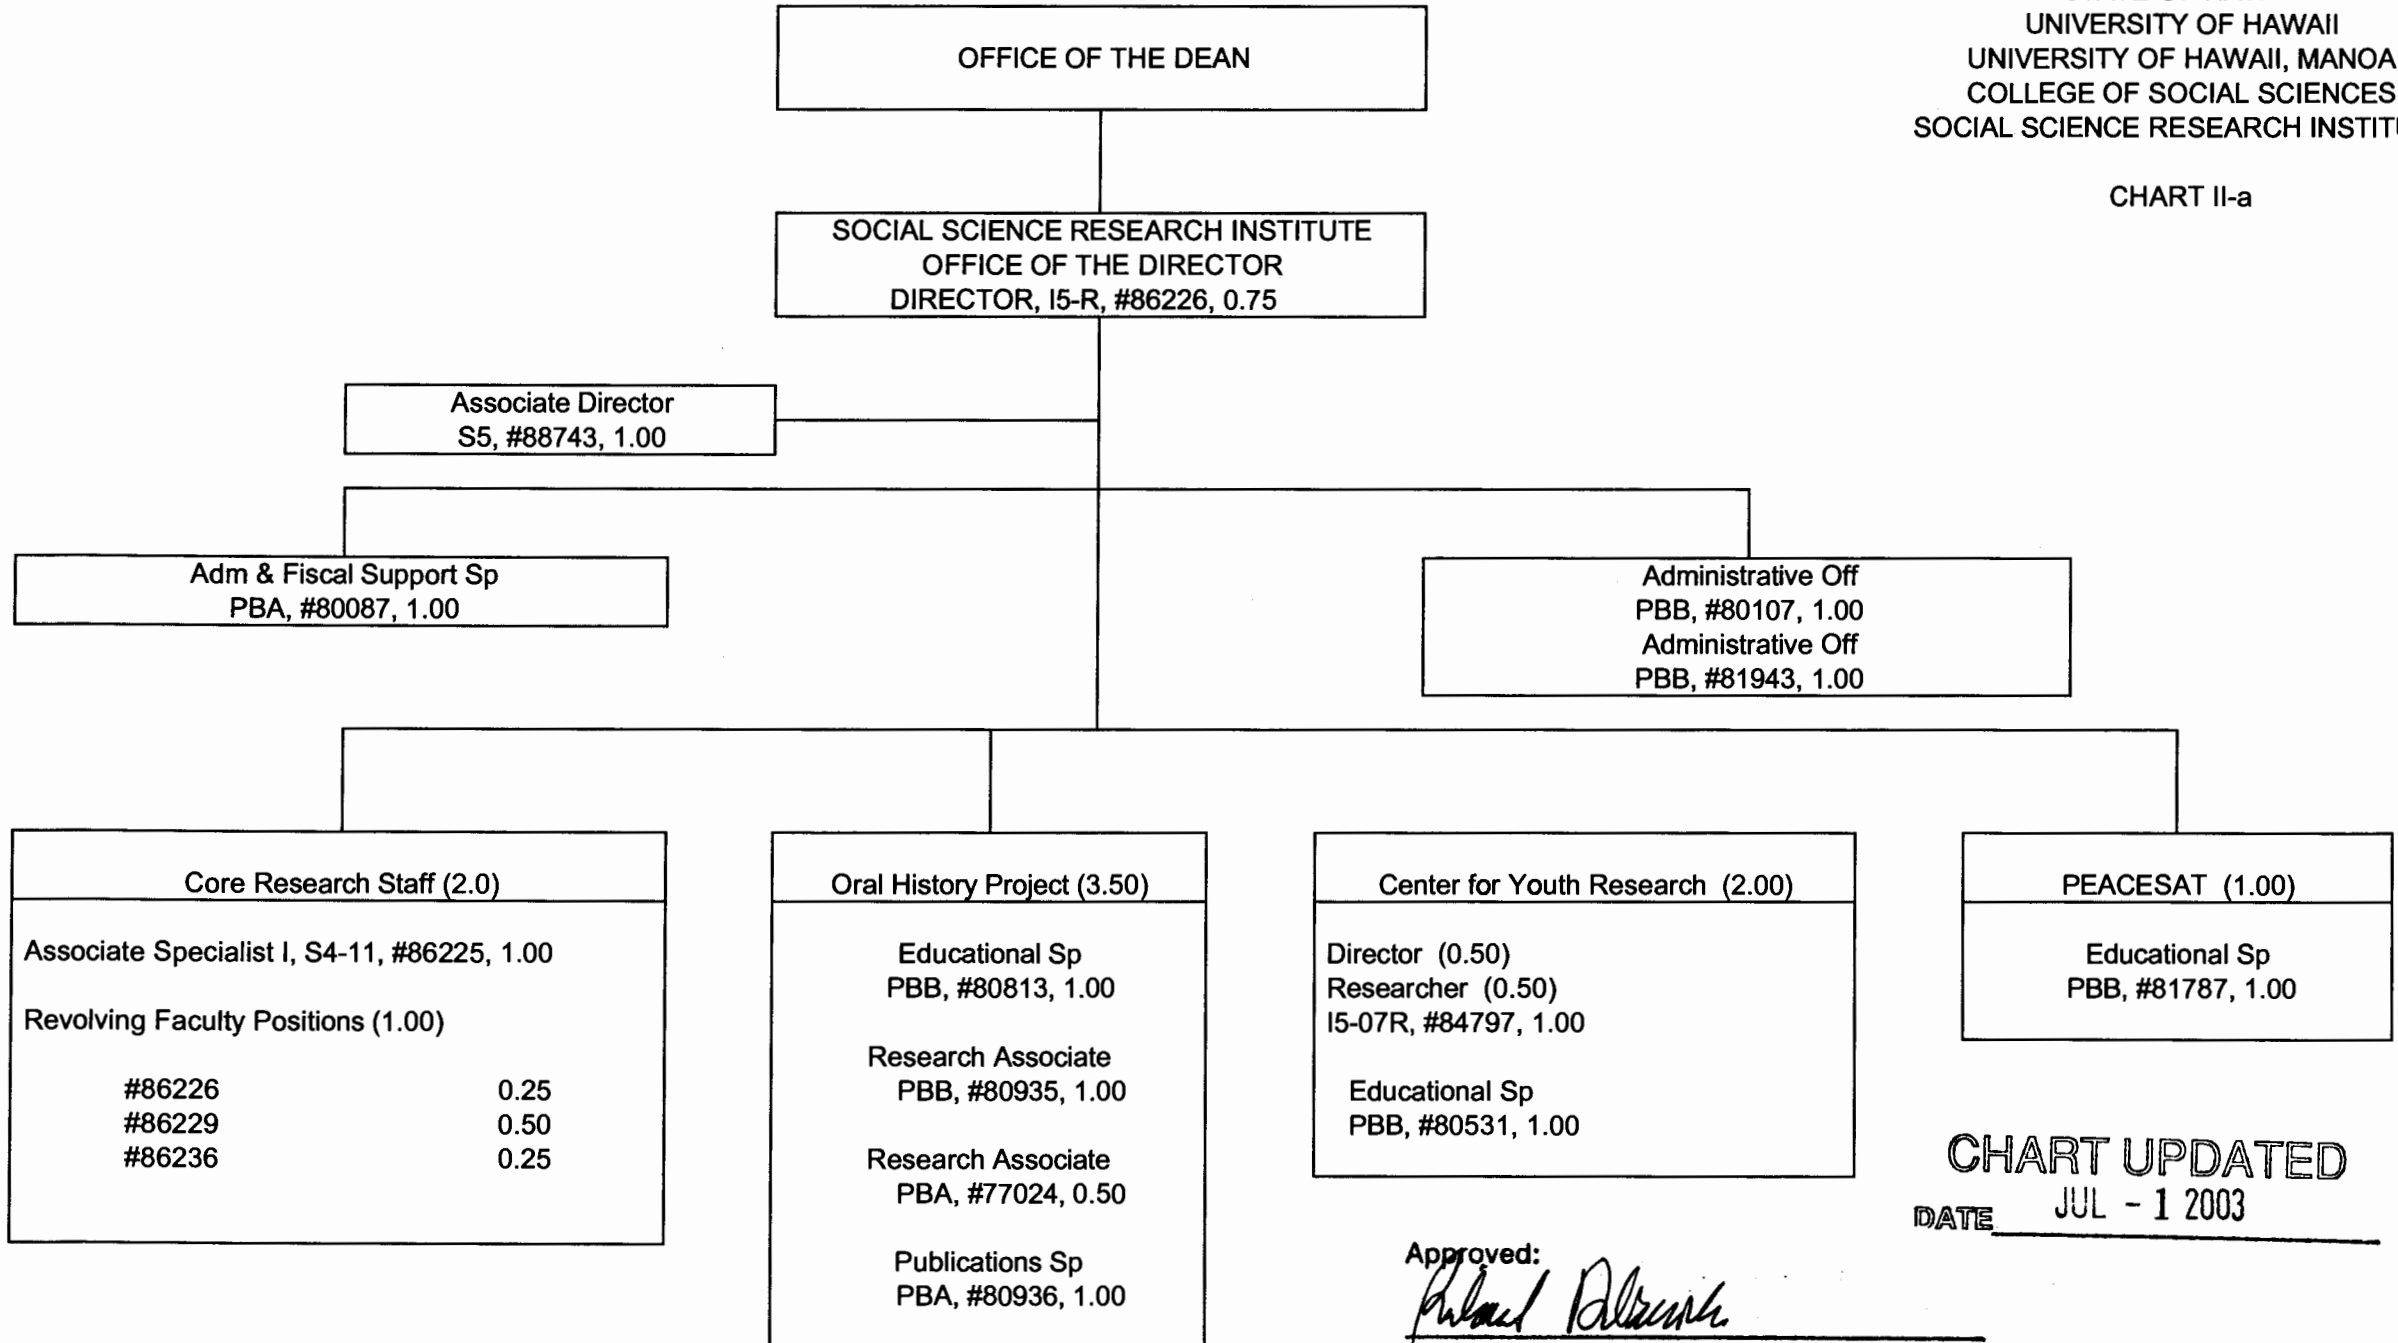 UNIVERSITY OF HAWAII
UNIVERSITY OF HAWAII, MANOA
COLLEGE OF SOCIAL SCIENCES
SOCIAL SCIENCE RESEARCH
CHART II-a
OFFICE OF THE DEAN
SOCIAL SCIENCE RESEARCH INSTITUTE
OFFICE OF THE DIRECTOR
DIRECTOR, I5-R, #86226, 0.75
Associate Director
S5, #88743, 1.00
Adm & Fiscal Support Sp
PBA, #80087, 1.00
Administrative Off
PBB, #80107, 1.00
Administrative Off
PBB, #81943, 1.00
Core Research Staff (2.0)
Associate Specialist I, S4-11, #86225, 1.00
Revolving Faculty Positions (1.00)
#86226 0.25
#86229 0.50
#86236 0.25
Oral History Project (3.50)
Educational Sp
PBB, #80813, 1.00
Research Associate
PBB, #80935, 1.00
Research Associate
PBA, #77024, 0.50
Publications Sp
PBA, #80936, 1.00
Center for Youth Research (2.00)
Director (0.50)
Researcher (0.50)
I5-07R, #84797, 1.00
Educational Sp
PBB, #80531, 1.00
PEACESAT (1.00)
Educational Sp
PBB, #81787, 1.00
CHART UPDATED
DATE JUL - 1 2003
Approved: